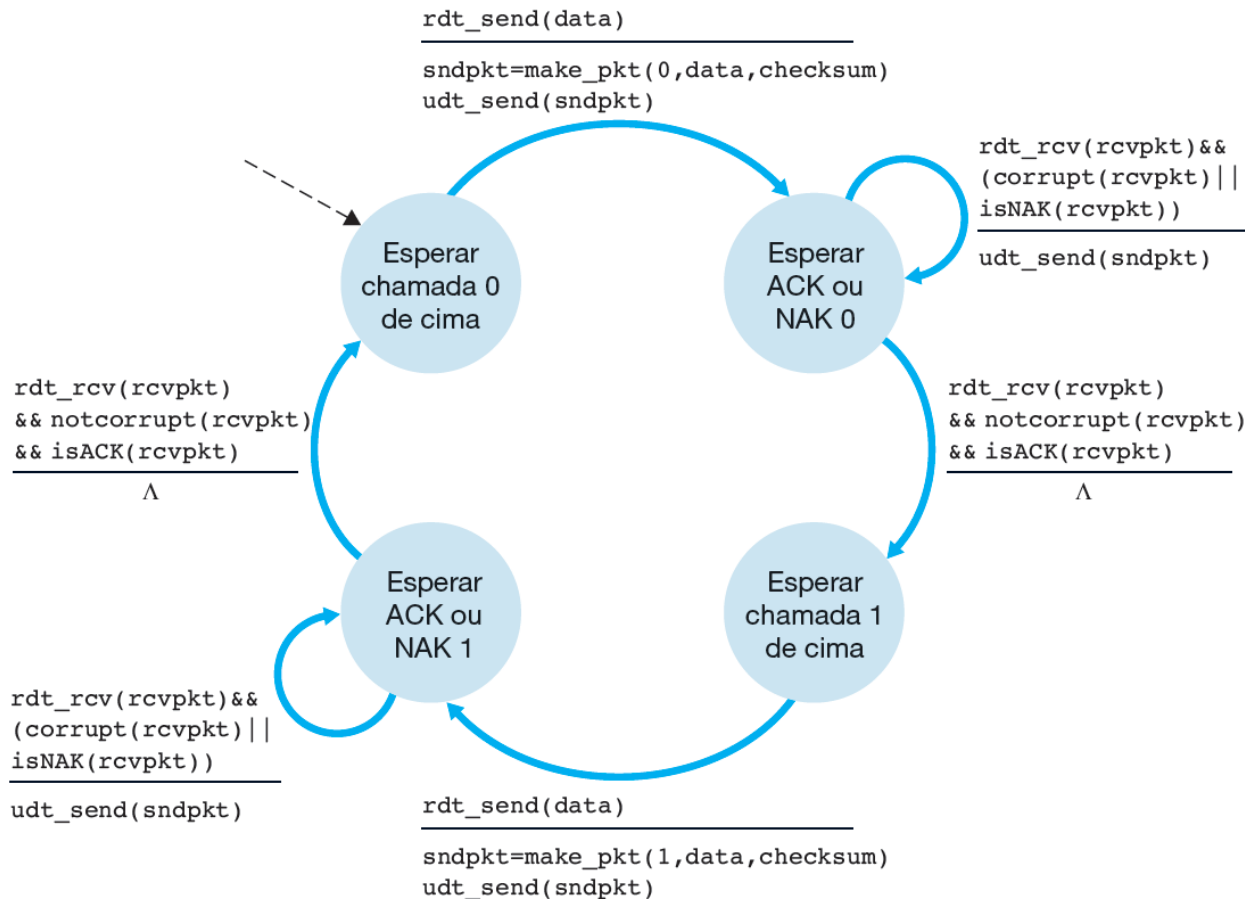 rdt_send(data)
sndpkt=make_pkt(0,data,checksum)
udt_send(sndpkt)
rdt_rcv(rcvpkt)&&
(corrupt(rcvpkt)||
isNAK(rcvpkt))
udt_send(sndpkt)
Esperar
chamada 0
de cima
Esperar
ACK ou
NAK 0
rdt_rcv(rcvpkt)
&& notcorrupt(rcvpkt)
&& isACK(rcvpkt)
Λ
rdt_rcv(rcvpkt)
&& notcorrupt(rcvpkt)
&& isACK(rcvpkt)
Λ
Esperar
ACK ou
NAK 1
Esperar
chamada 1
de cima
rdt_rcv(rcvpkt)&&
(corrupt(rcvpkt)||
isNAK(rcvpkt))
udt_send(sndpkt)
rdt_send(data)
sndpkt=make_pkt(1,data,checksum)
udt_send(sndpkt)